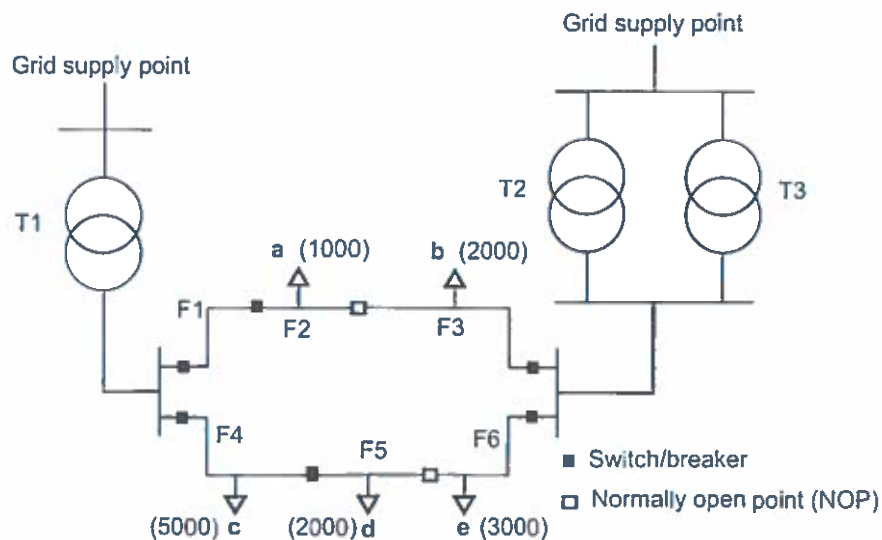 Grid supply point
Grid supply point
T1
T2
T3
a (1000)
b (2000)
F1
F2
F3
F4
F5
F6
(5000) c
(2000) d
e (3000)
Switch/breaker
Normally open point (NOP)